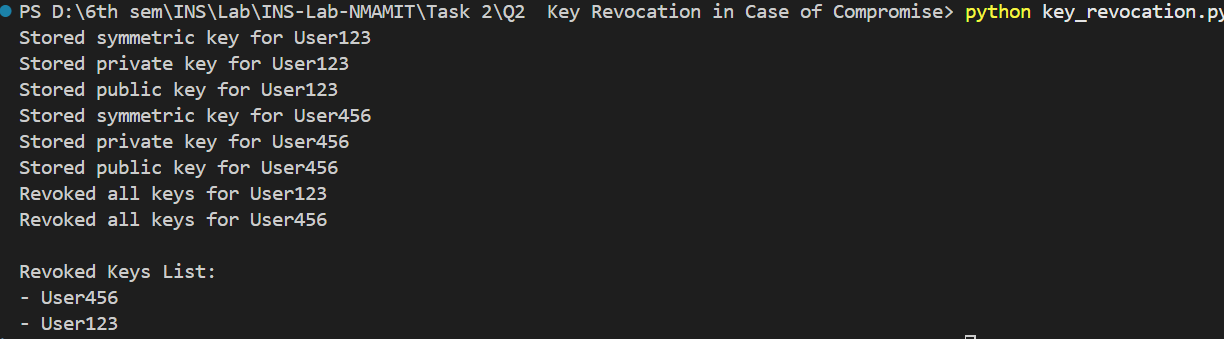 PS D:\6th sem\INS\Lab\INS-Lab-NMAMIT\Task 2\Q2  Key Revocation in Case of Compromise> python key_revocation.py
Stored symmetric key for User123
Stored private key for User123
Stored public key for User123
Stored symmetric key for User456
Stored private key for User456
Stored public key for User456
Revoked all keys for User123
Revoked all keys for User456
Revoked Keys List:
- User456
- User123